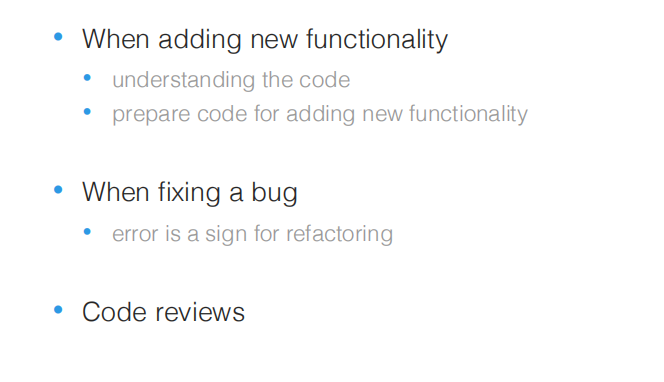 • When adding new functionality
• understanding the code
• prepare code for adding new functionality
• When fixing a bug
• error is a sign for refactoring
• Code reviews